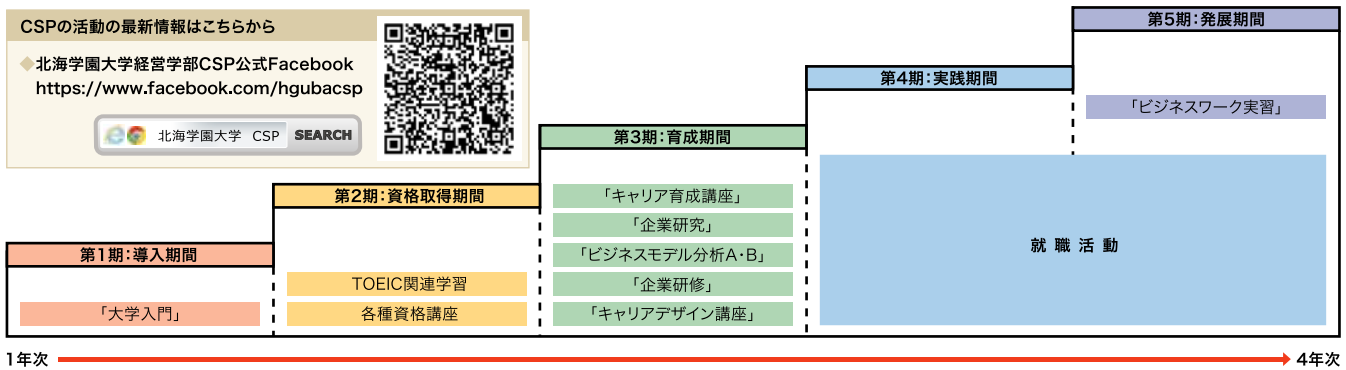 CSPの活動の最新情報はこちらから
◆北海学園大学経営学部CSP公式Facebook
https://www.facebook.com/hgubacsp
北海学園大学 CSP SEARCH
第1期：導入期間
「大学入門」
第2期：資格取得期間
TOEIC関連学習
各種資格講座
第3期：育成期間
「キャリア育成講座」
「企業研究」
「ビジネスモデル分析A・B」
「企業研修」
「キャリアデザイン講座」
第4期：実践期間
第5期：発展期間
「ビジネスワーク実習」
就職活動
1年次
4年次